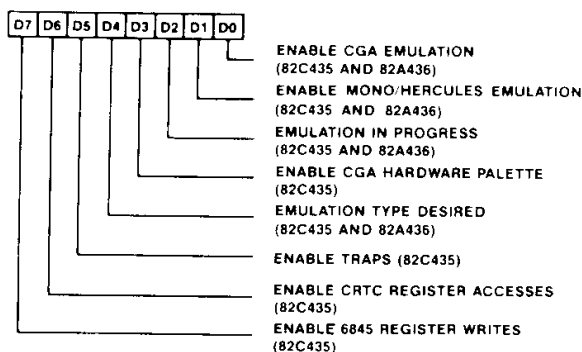 D7 D6 D5 D4 D3 D2 D1 D0
ENABLE CGA EMULATION
(82C435 AND 82A436)
ENABLE MONO/HERCULES EMULATION
(82C435 AND 82A436)
EMULATION IN PROGRESS
(82C435 AND 82A436)
ENABLE CGA HARDWARE PALETTE
(82C435)
EMULATION TYPE DESIRED
(82C435 AND 82A436)
ENABLE TRAPS (82C435)
ENABLE CRTC REGISTER ACCESSES
(82C435)
ENABLE 6845 REGISTER WRITES
(82C435)